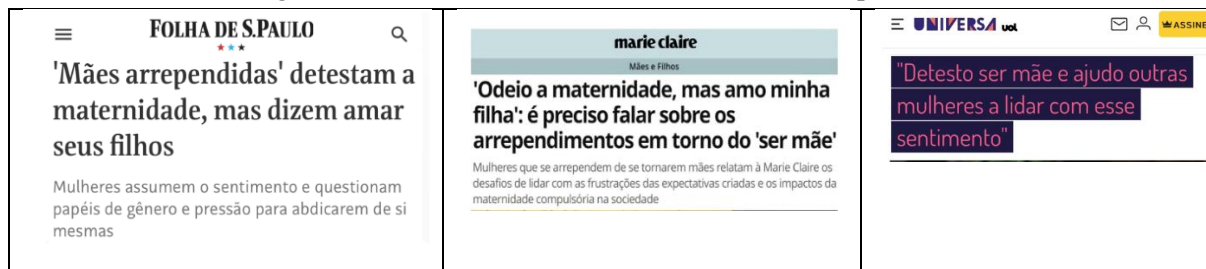 FOLHA DE S.PAULO
'Mães arrependidas' detestam a
maternidade, mas dizem amar
seus filhos
Mulheres assumem o sentimento e questionam
papéis de gênero e pressão para abdicarem de si
mesmas
marie claire
Mães e Filhos
'Odeio a maternidade, mas amo minha
filha': é preciso falar sobre os
arrependimentos em torno do 'ser mãe'
Mulheres que se arrependem de se tornarem mães relatam à Marie Claire os
desafios de lidar com as frustrações das expectativas criadas e os impactos da
maternidade compulsória na sociedade
UNIVERSA uol
ASSINE
"Detesto ser mãe e ajudo outras
mulheres a lidar com esse
sentimento"